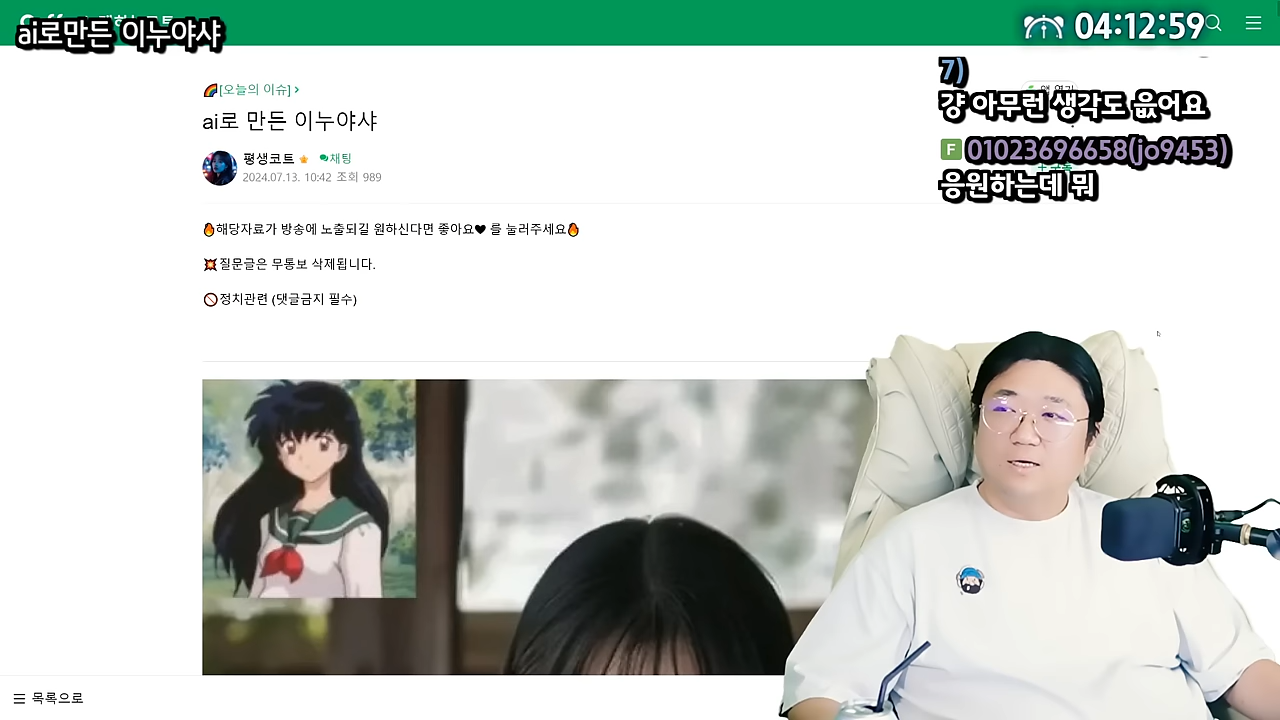 ai로만든 이누야샤
04:12:59
[오늘의 이슈] >
ai로 만든 이누야샤
평생코트
채팅
2024.07.13. 10:42 조회 989
🔥해당자료가 방송에 노출되길 원하신다면 좋아요🖤 를 눌러주세요🔥
💥질문글은 무통보 삭제됩니다.
🚫정치관련 (댓글금지 필수)
7)
걍 아무런 생각도 읎어요
F 01023696658(jo9453)
응원하는데 뭐
목록으로